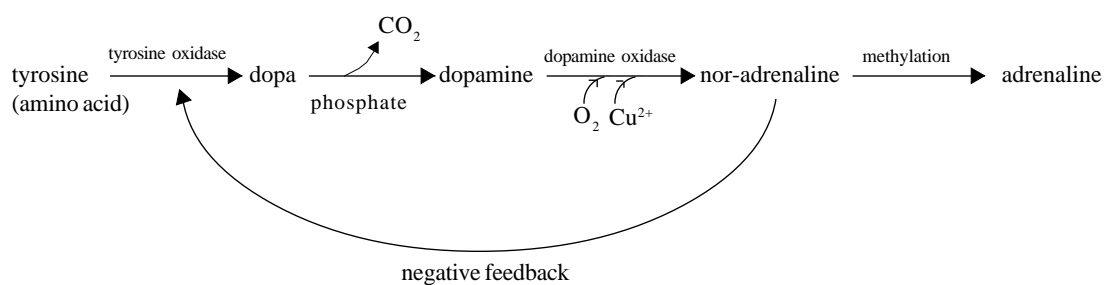 CO₂
tyrosine oxidase
dopamine oxidase
methylation
tyrosine
dopa
dopamine
nor-adrenaline
adrenaline
(amino acid)
phosphate
O₂ Cu²⁺
negative feedback